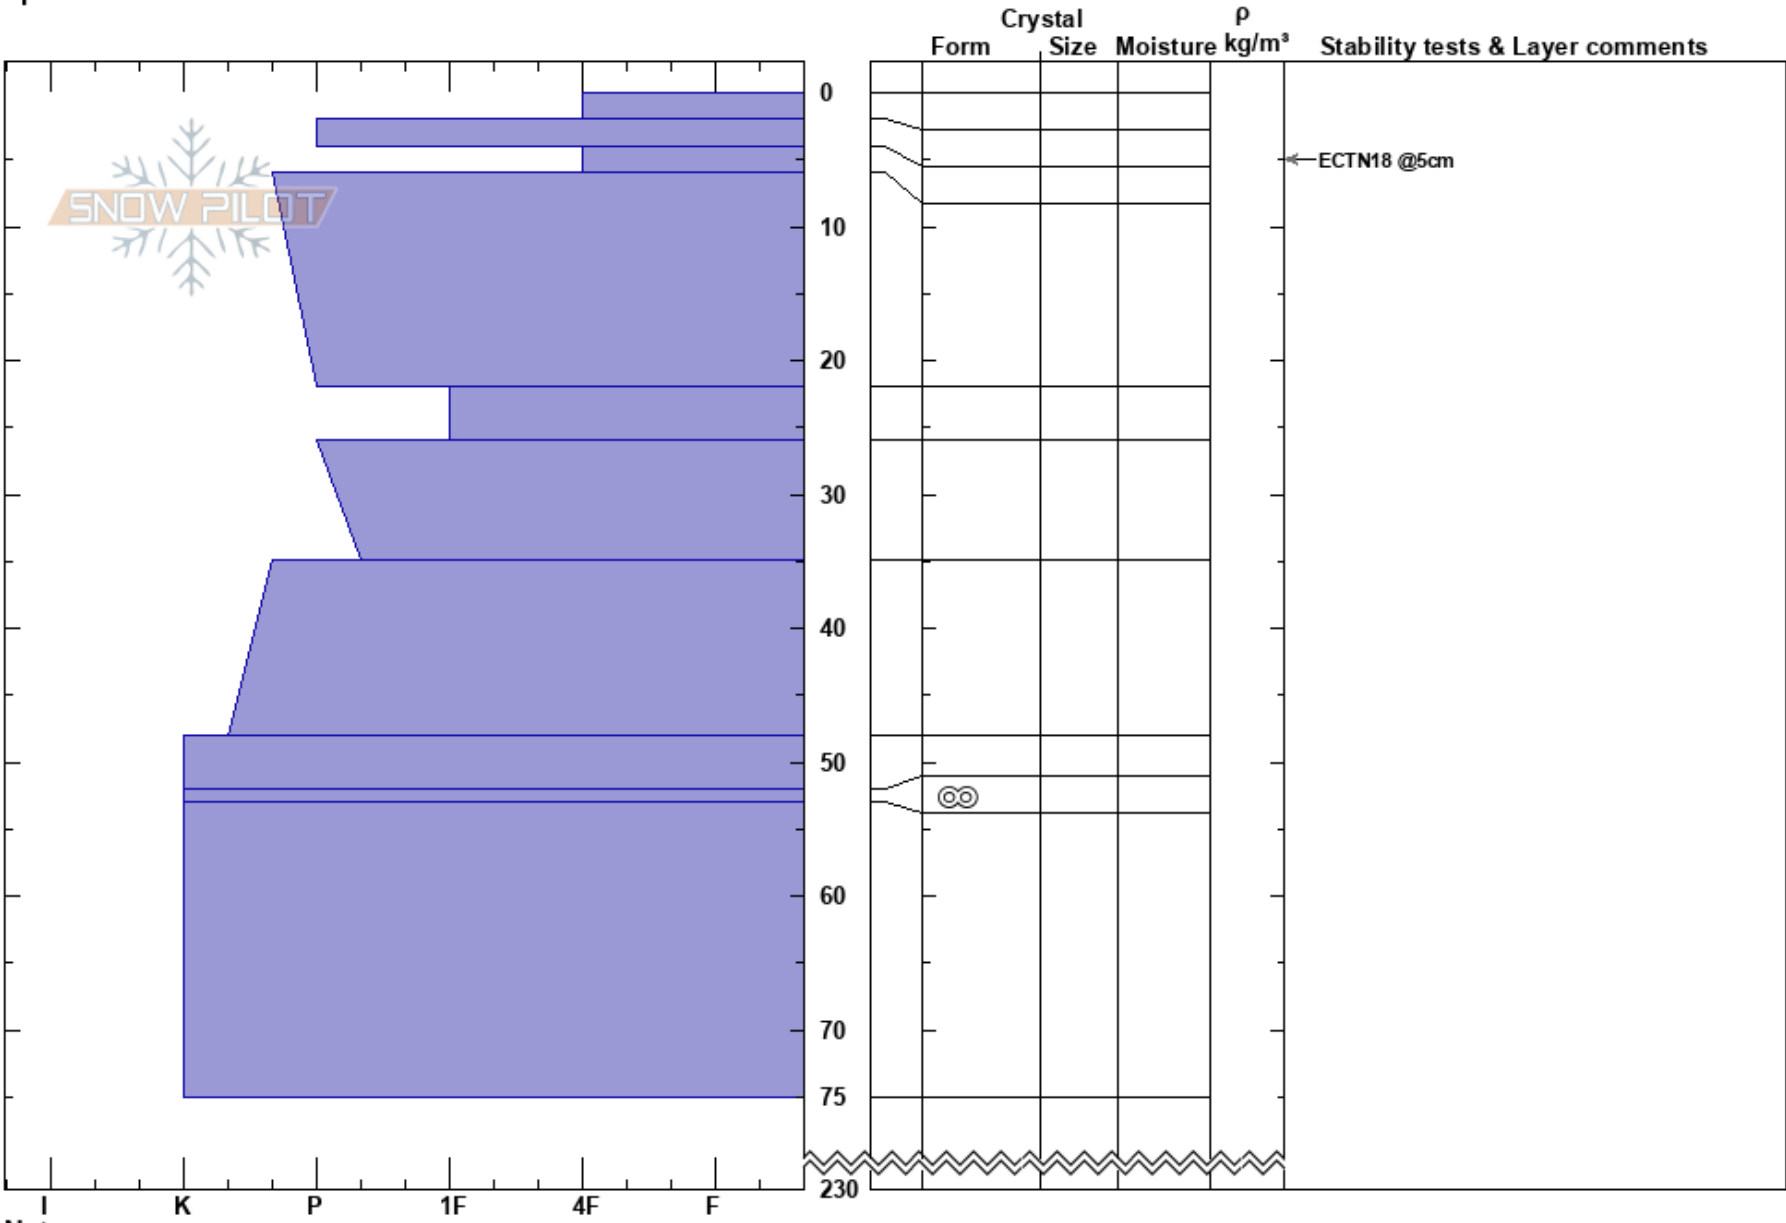 Crystal ρ
Form Size Moisture kg/m³ Stability tests & Layer comments
0
ECTN18 @5cm
SNOW PILOT
10
20
30
40
50
60
70
75
230
I K P 1F 4F F